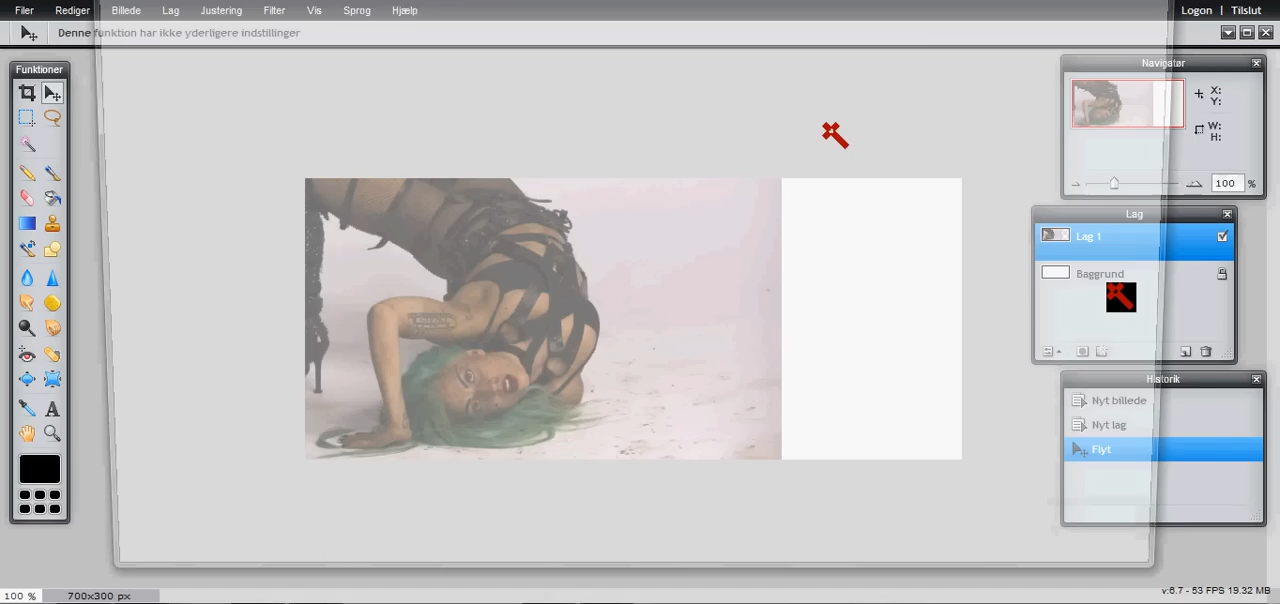 Filer Rediger Billede Lag Justering Filter Vis Sprog Hjælp Logon | Tilslut
Denne funktion har ikke yderligere indstillinger
Funktioner
Navigatør
X:
Y:
W:
H:
100 %
Lag
Lag 1
Baggrund
Historik
Nyt billede
Nyt lag
Flyt
100 % 700x300 px
v:6.7 - 53 FPS 19.32 MB